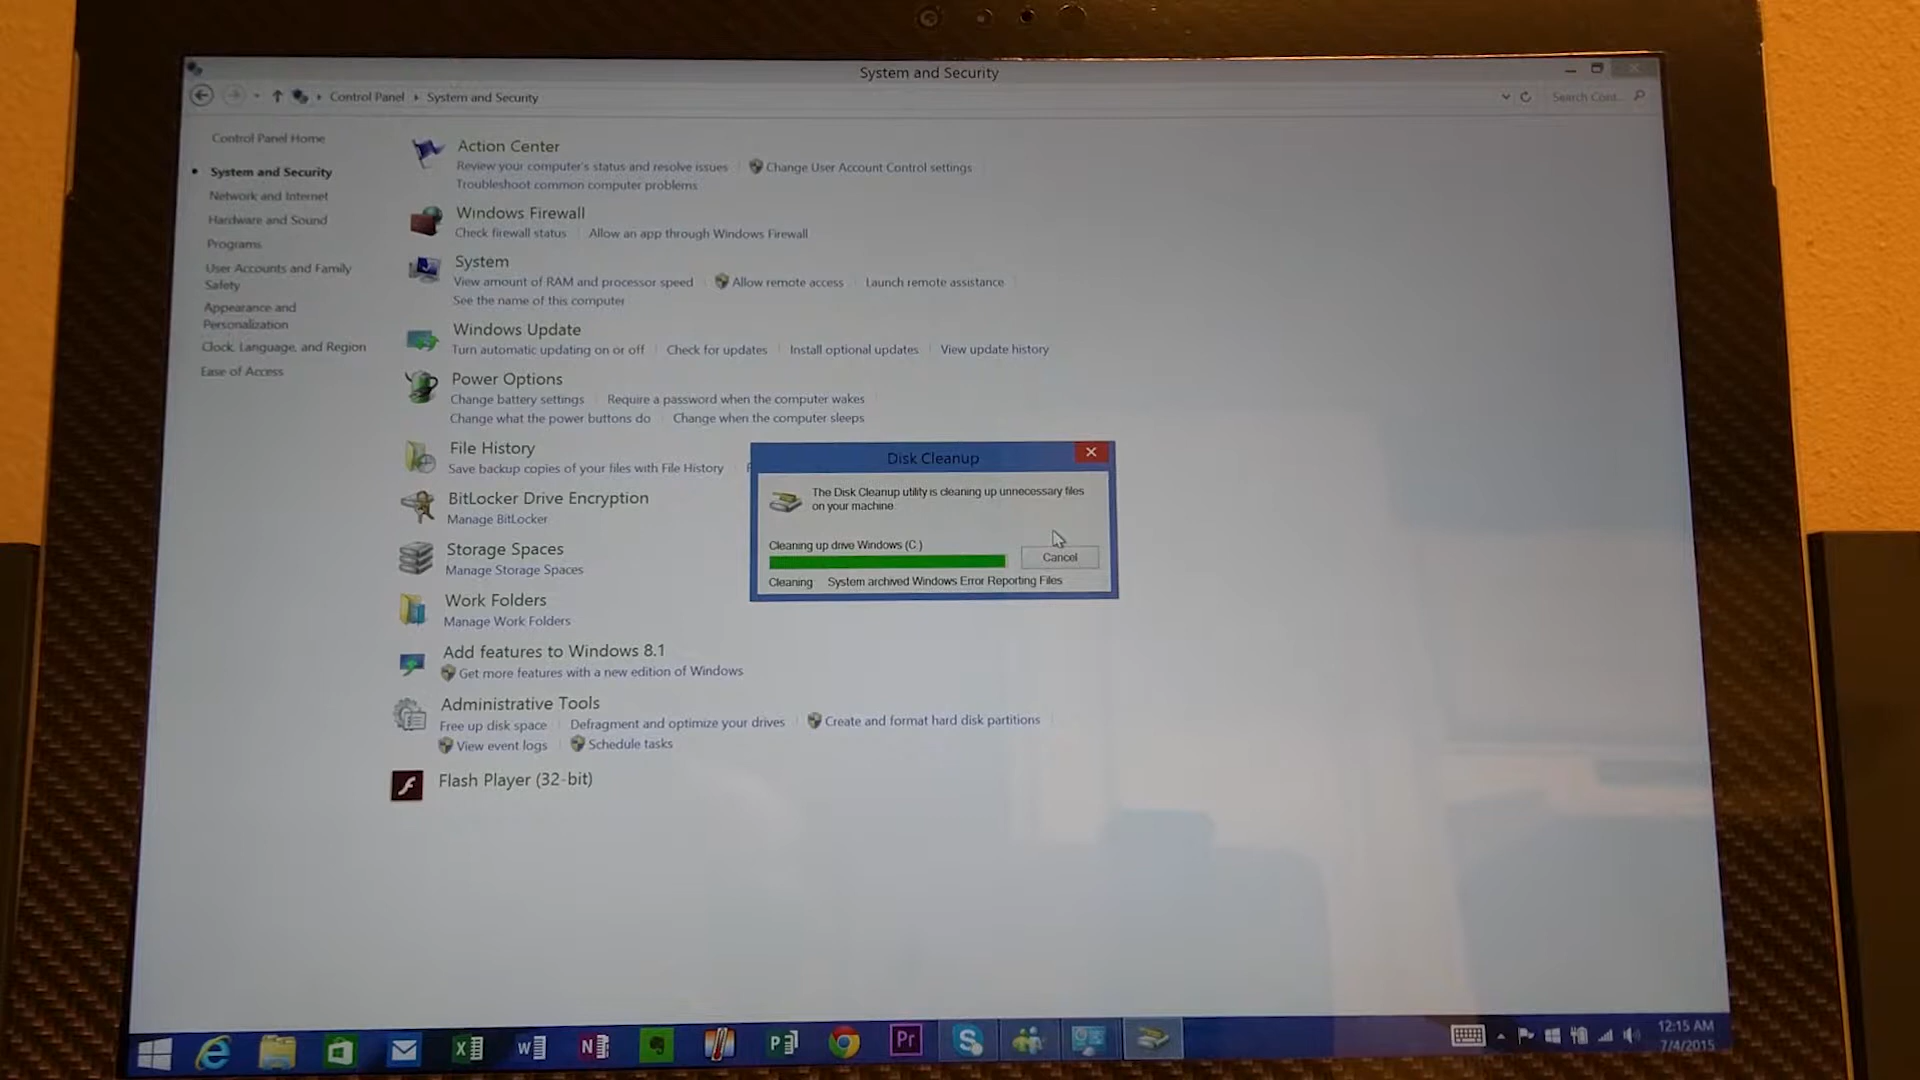 System and Security
Control Panel System and Security
Search Cont...
Control Panel Home
System and Security
Network and Internet
Hardware and Sound
Programs
User Accounts and Family
Safety
Appearance and
Personalization
Clock, Language, and Region
Ease of Access
Action Center
Review your computer's status and resolve issues Change User Account Control settings
Troubleshoot common computer problems
Windows Firewall
Check firewall status Allow an app through Windows Firewall
System
View amount of RAM and processor speed Allow remote access Launch remote assistance
See the name of this computer
Windows Update
Turn automatic updating on or off Check for updates Install optional updates View update history
Power Options
Change battery settings Require a password when the computer wakes
Change what the power buttons do Change when the computer sleeps
File History
Save backup copies of your files with File History
BitLocker Drive Encryption
Manage BitLocker
Storage Spaces
Manage Storage Spaces
Work Folders
Manage Work Folders
Add features to Windows 8.1
Get more features with a new edition of Windows
Administrative Tools
Free up disk space Defragment and optimize your drives Create and format hard disk partitions
View event logs Schedule tasks
Flash Player (32-bit)
Disk Cleanup
The Disk Cleanup utility is cleaning up unnecessary files
on your machine.
Cleaning up drive Windows (C:)
Cancel
Cleaning System archived Windows Error Reporting Files
Pr
12:15 AM
7/4/2015